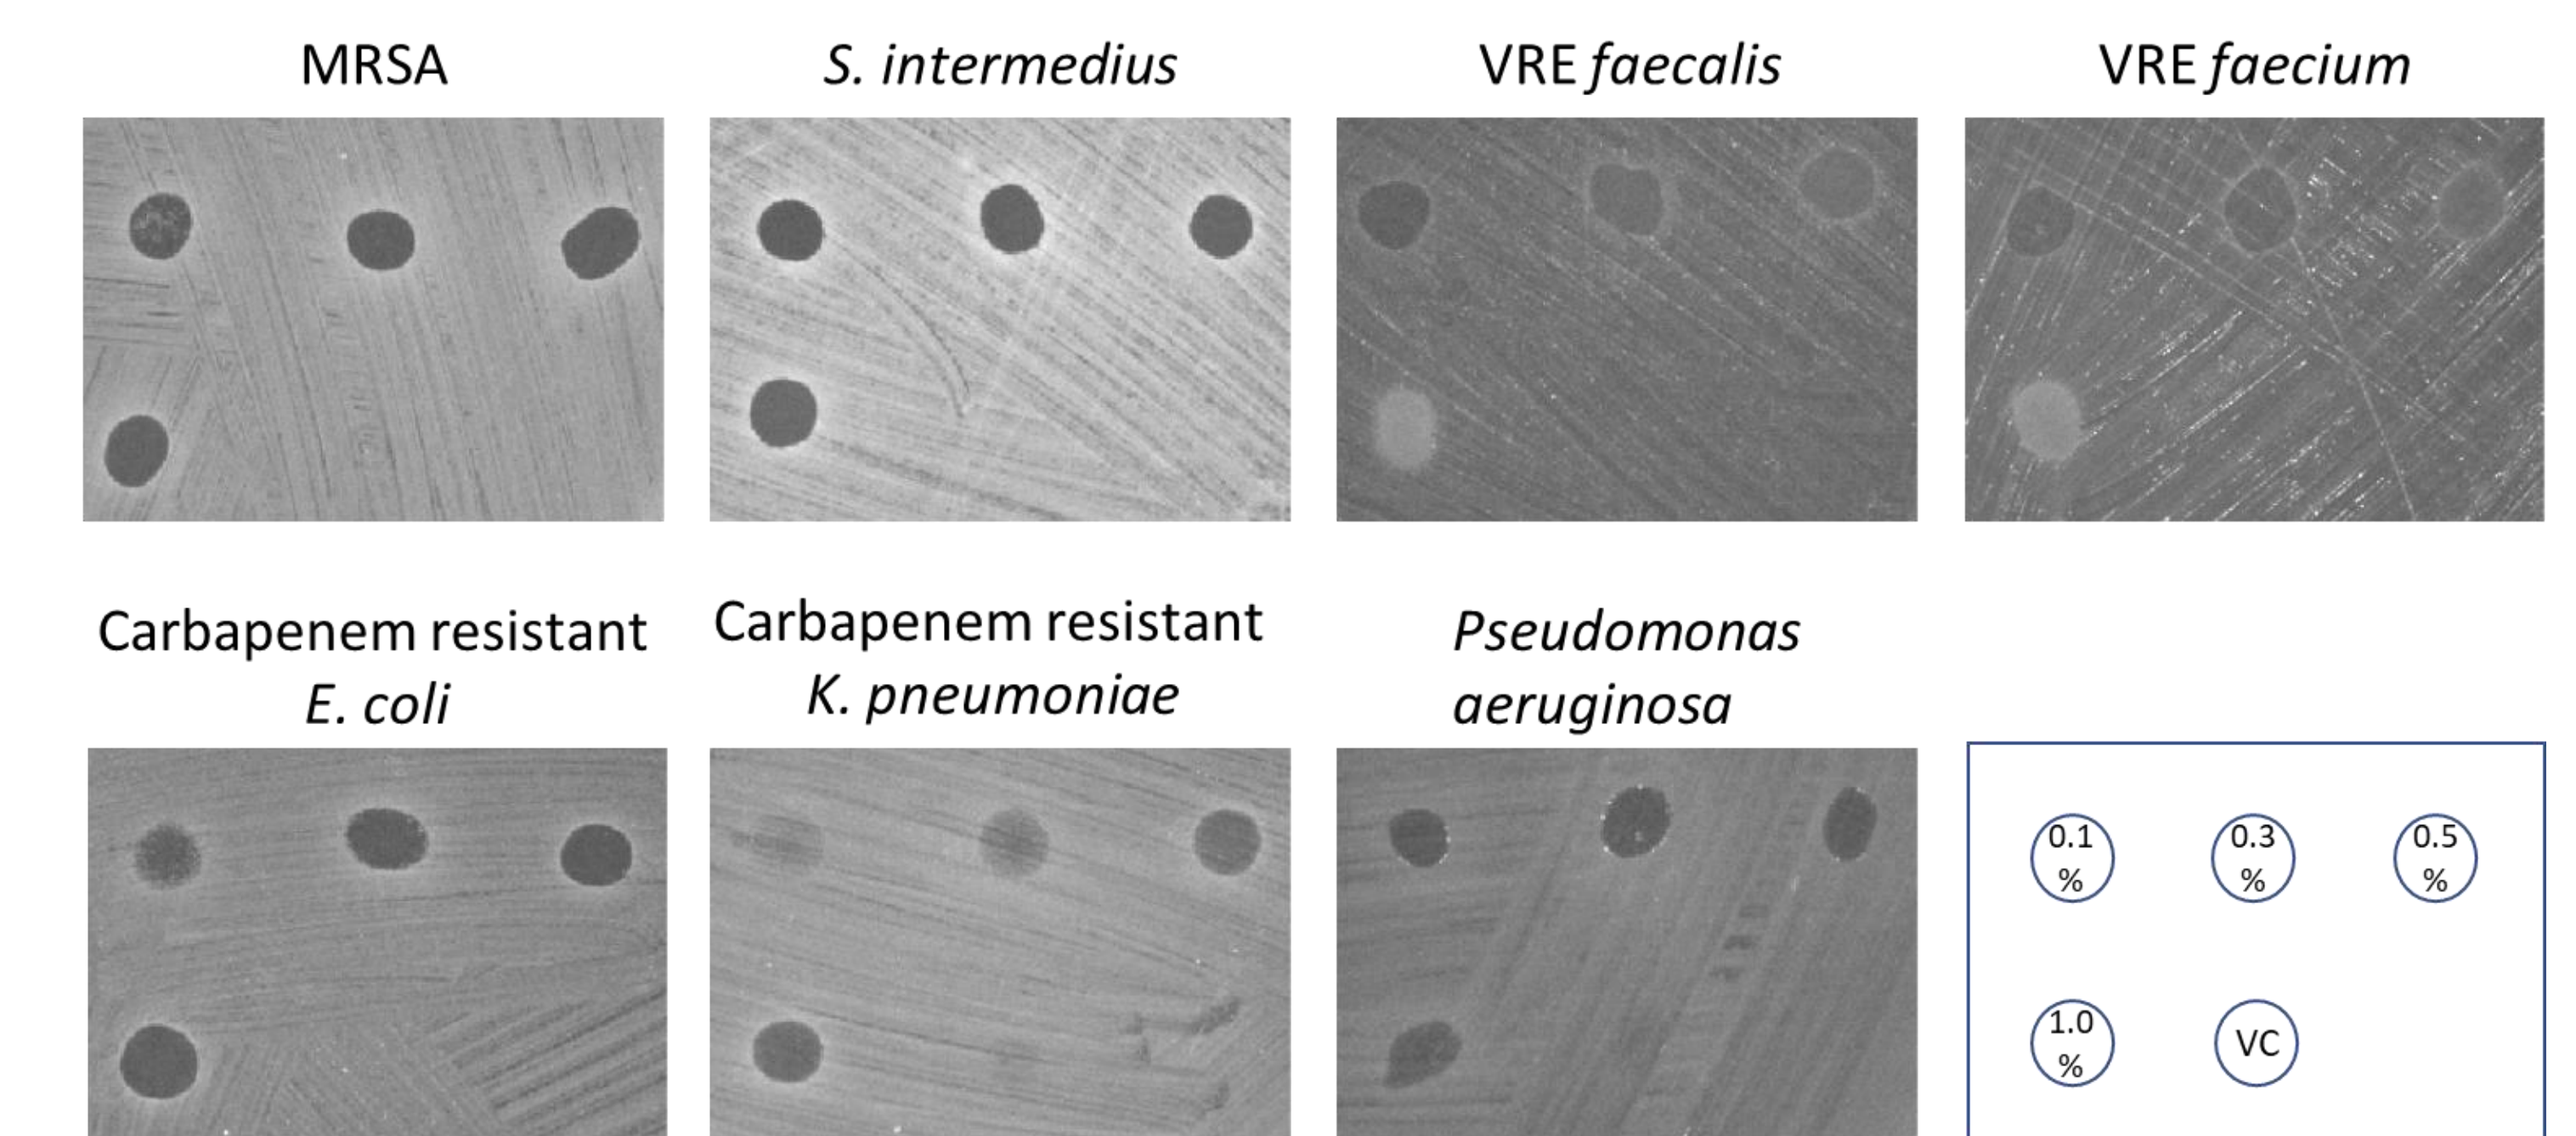 MRSA
S. intermedius
VRE faecalis
VRE faecium
Carbapenem resistant
E. coli
Carbapenem resistant
K. pneumoniae
Pseudomonas
aeruginosa
0.1
%
0.3
%
0.5
%
1.0
%
VC